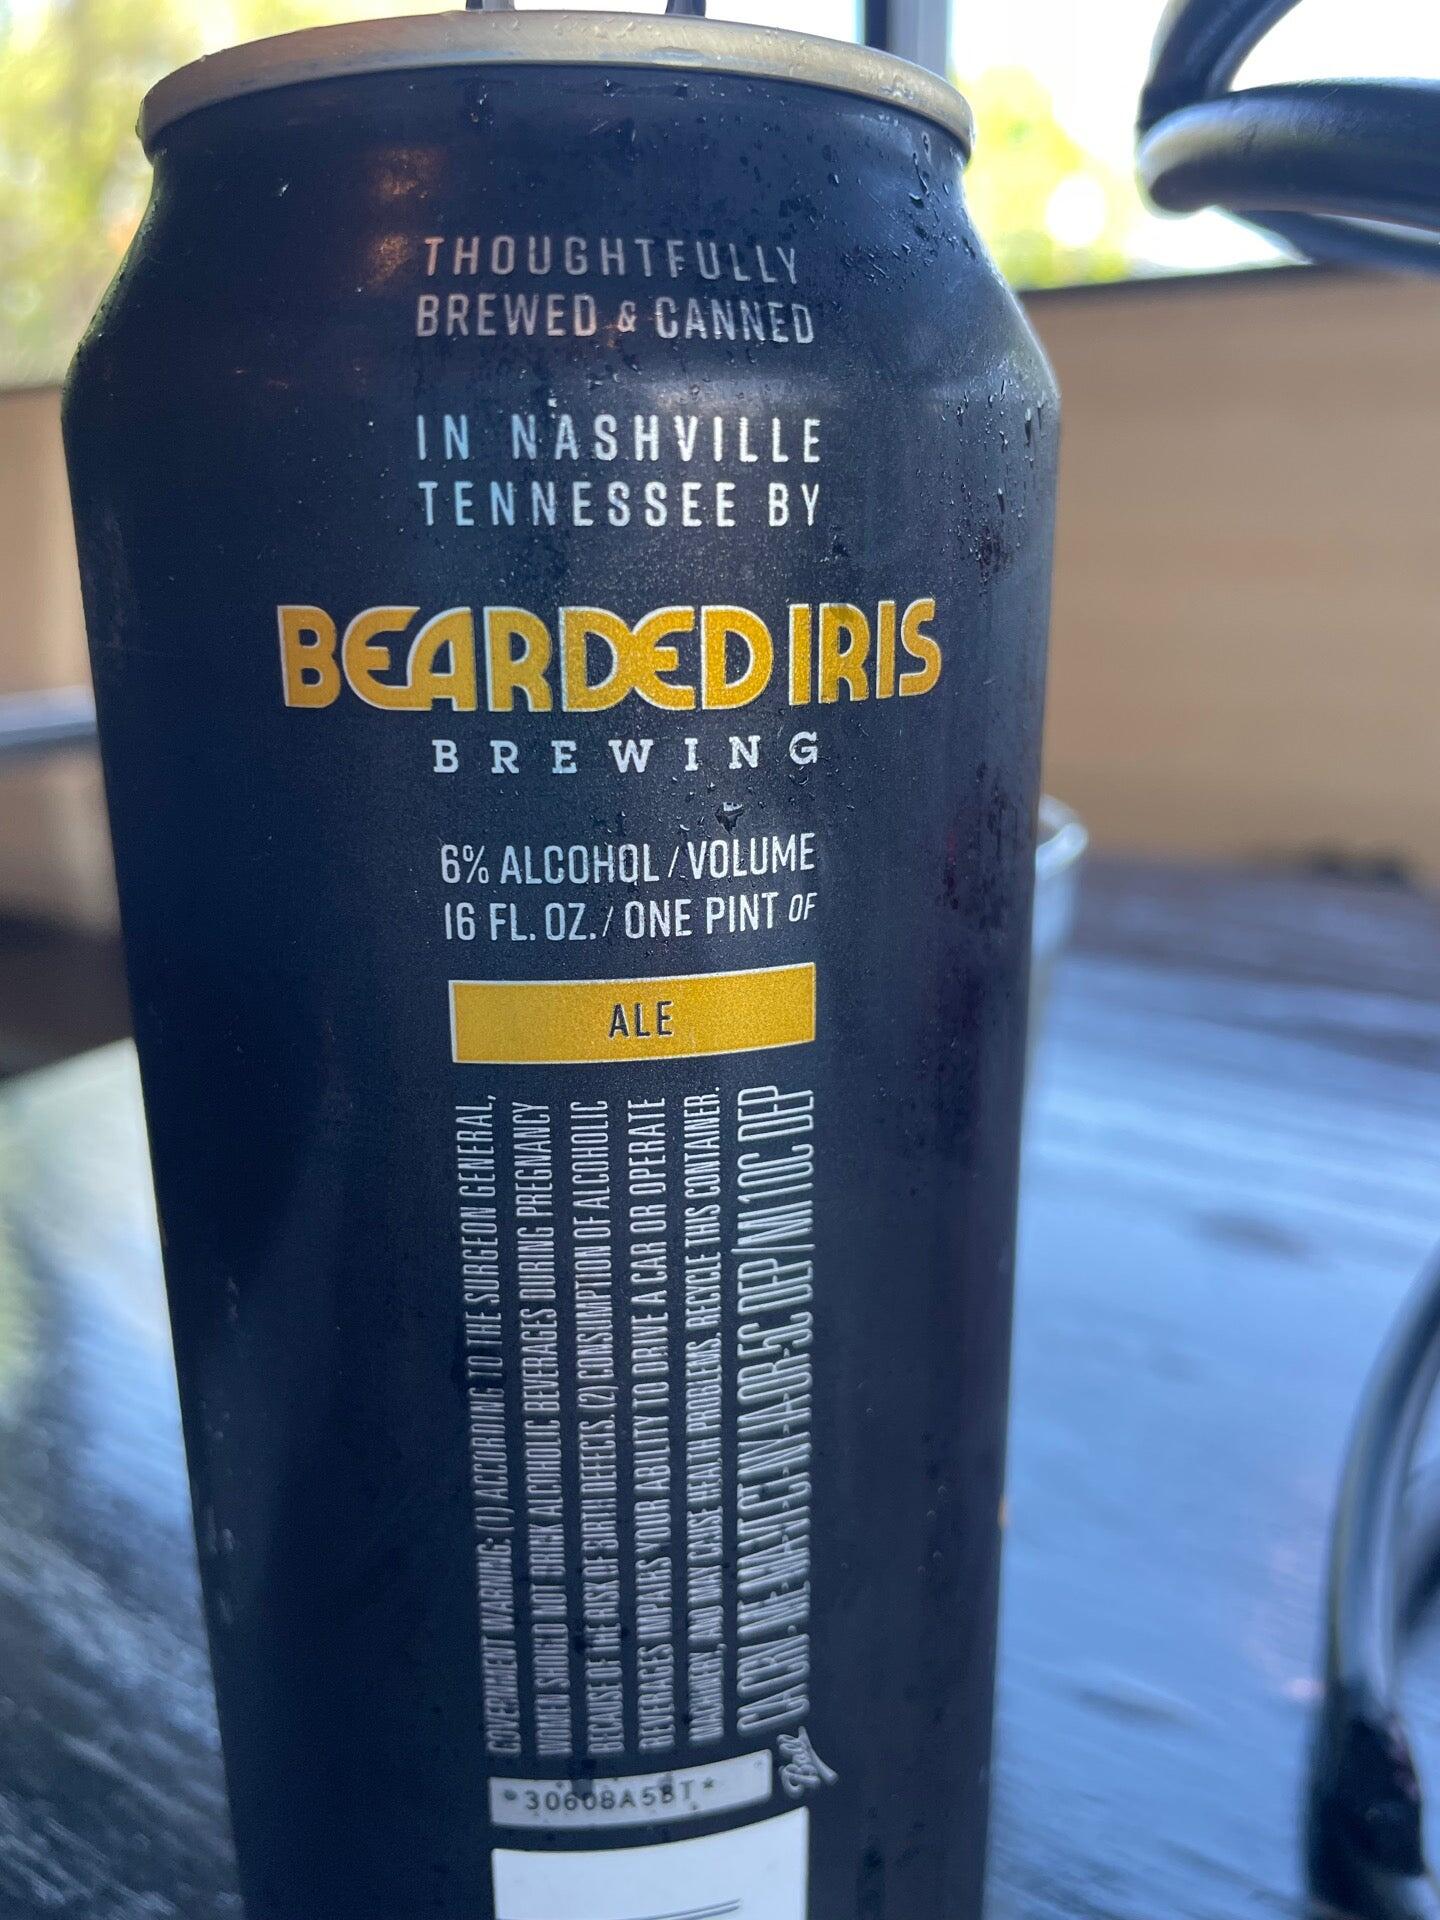 THOUGHTFULLY
BREWED & CANNED
IN NASHVILLE
TENNESSEE BY
BEARDED IRIS
BREWING
6% ALCOHOL / VOLUME
16 FL. OZ. / ONE PINT OF
ALE
GOVERNMENT WARNING: (1) ACCORDING TO THE SURGEON GENERAL,
WOMEN SHOULD NOT DRINK ALCOHOLIC BEVERAGES DURING PREGNANCY
BECAUSE OF THE RISK OF BIRTH DEFECTS. (2) CONSUMPTION OF ALCOHOLIC
BEVERAGES IMPAIRS YOUR ABILITY TO DRIVE A CAR OR OPERATE
MACHINERY, AND MAY CAUSE HEALTH PROBLEMS. RECYCLE THIS CONTAINER.
CA CRV-ME-MA-VT-CT-NY-IA-OR-5C DEP/MI 10C DEP
Ball
*30608A5BT*